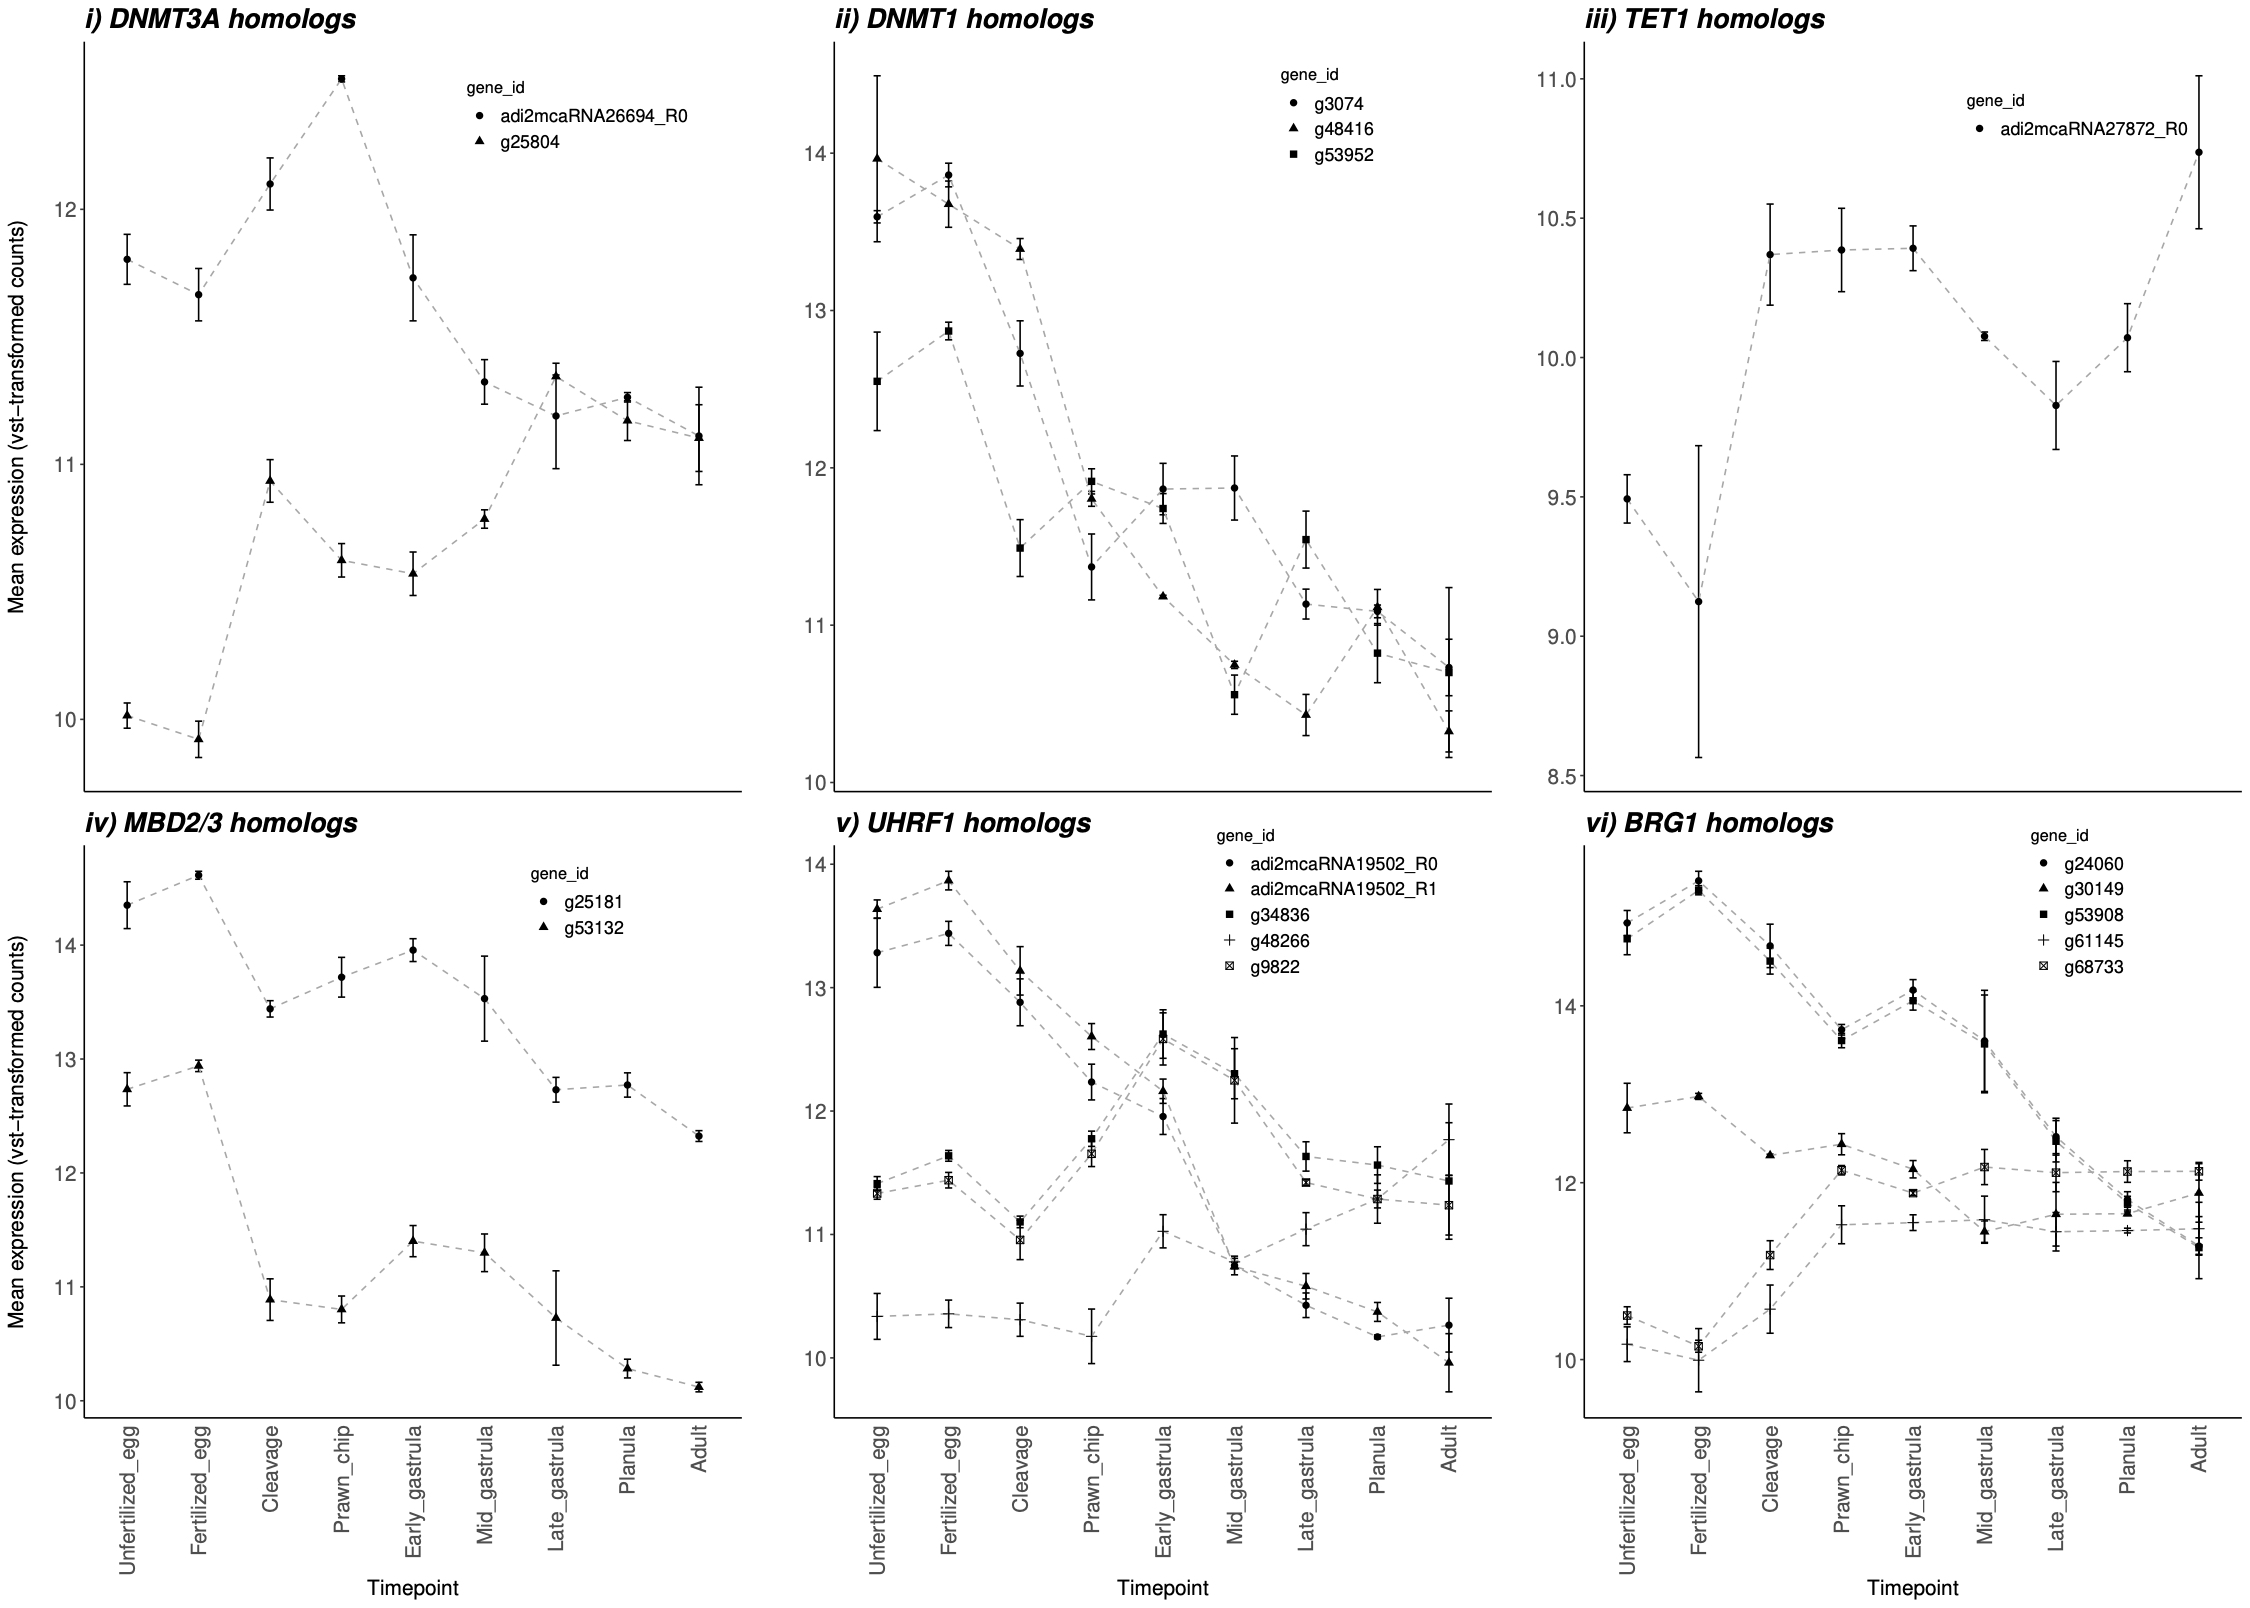 i) DNMT3A homologs
gene_id
adi2mcaRNA26694_R0
g25804
12
11
10
Mean expression (vst−transformed counts)
ii) DNMT1 homologs
gene_id
g3074
g48416
g53952
14
13
12
11
10
iii) TET1 homologs
gene_id
adi2mcaRNA27872_R0
11.0
10.5
10.0
9.5
9.0
8.5
iv) MBD2/3 homologs
gene_id
g25181
g53132
14
13
12
11
10
Mean expression (vst−transformed counts)
Unfertilized_egg
Fertilized_egg
Cleavage
Prawn_chip
Early_gastrula
Mid_gastrula
Late_gastrula
Planula
Adult
Timepoint
v) UHRF1 homologs
gene_id
adi2mcaRNA19502_R0
adi2mcaRNA19502_R1
g34836
g48266
g9822
14
13
12
11
10
Unfertilized_egg
Fertilized_egg
Cleavage
Prawn_chip
Early_gastrula
Mid_gastrula
Late_gastrula
Planula
Adult
Timepoint
vi) BRG1 homologs
gene_id
g24060
g30149
g53908
g61145
g68733
14
12
10
Unfertilized_egg
Fertilized_egg
Cleavage
Prawn_chip
Early_gastrula
Mid_gastrula
Late_gastrula
Planula
Adult
Timepoint